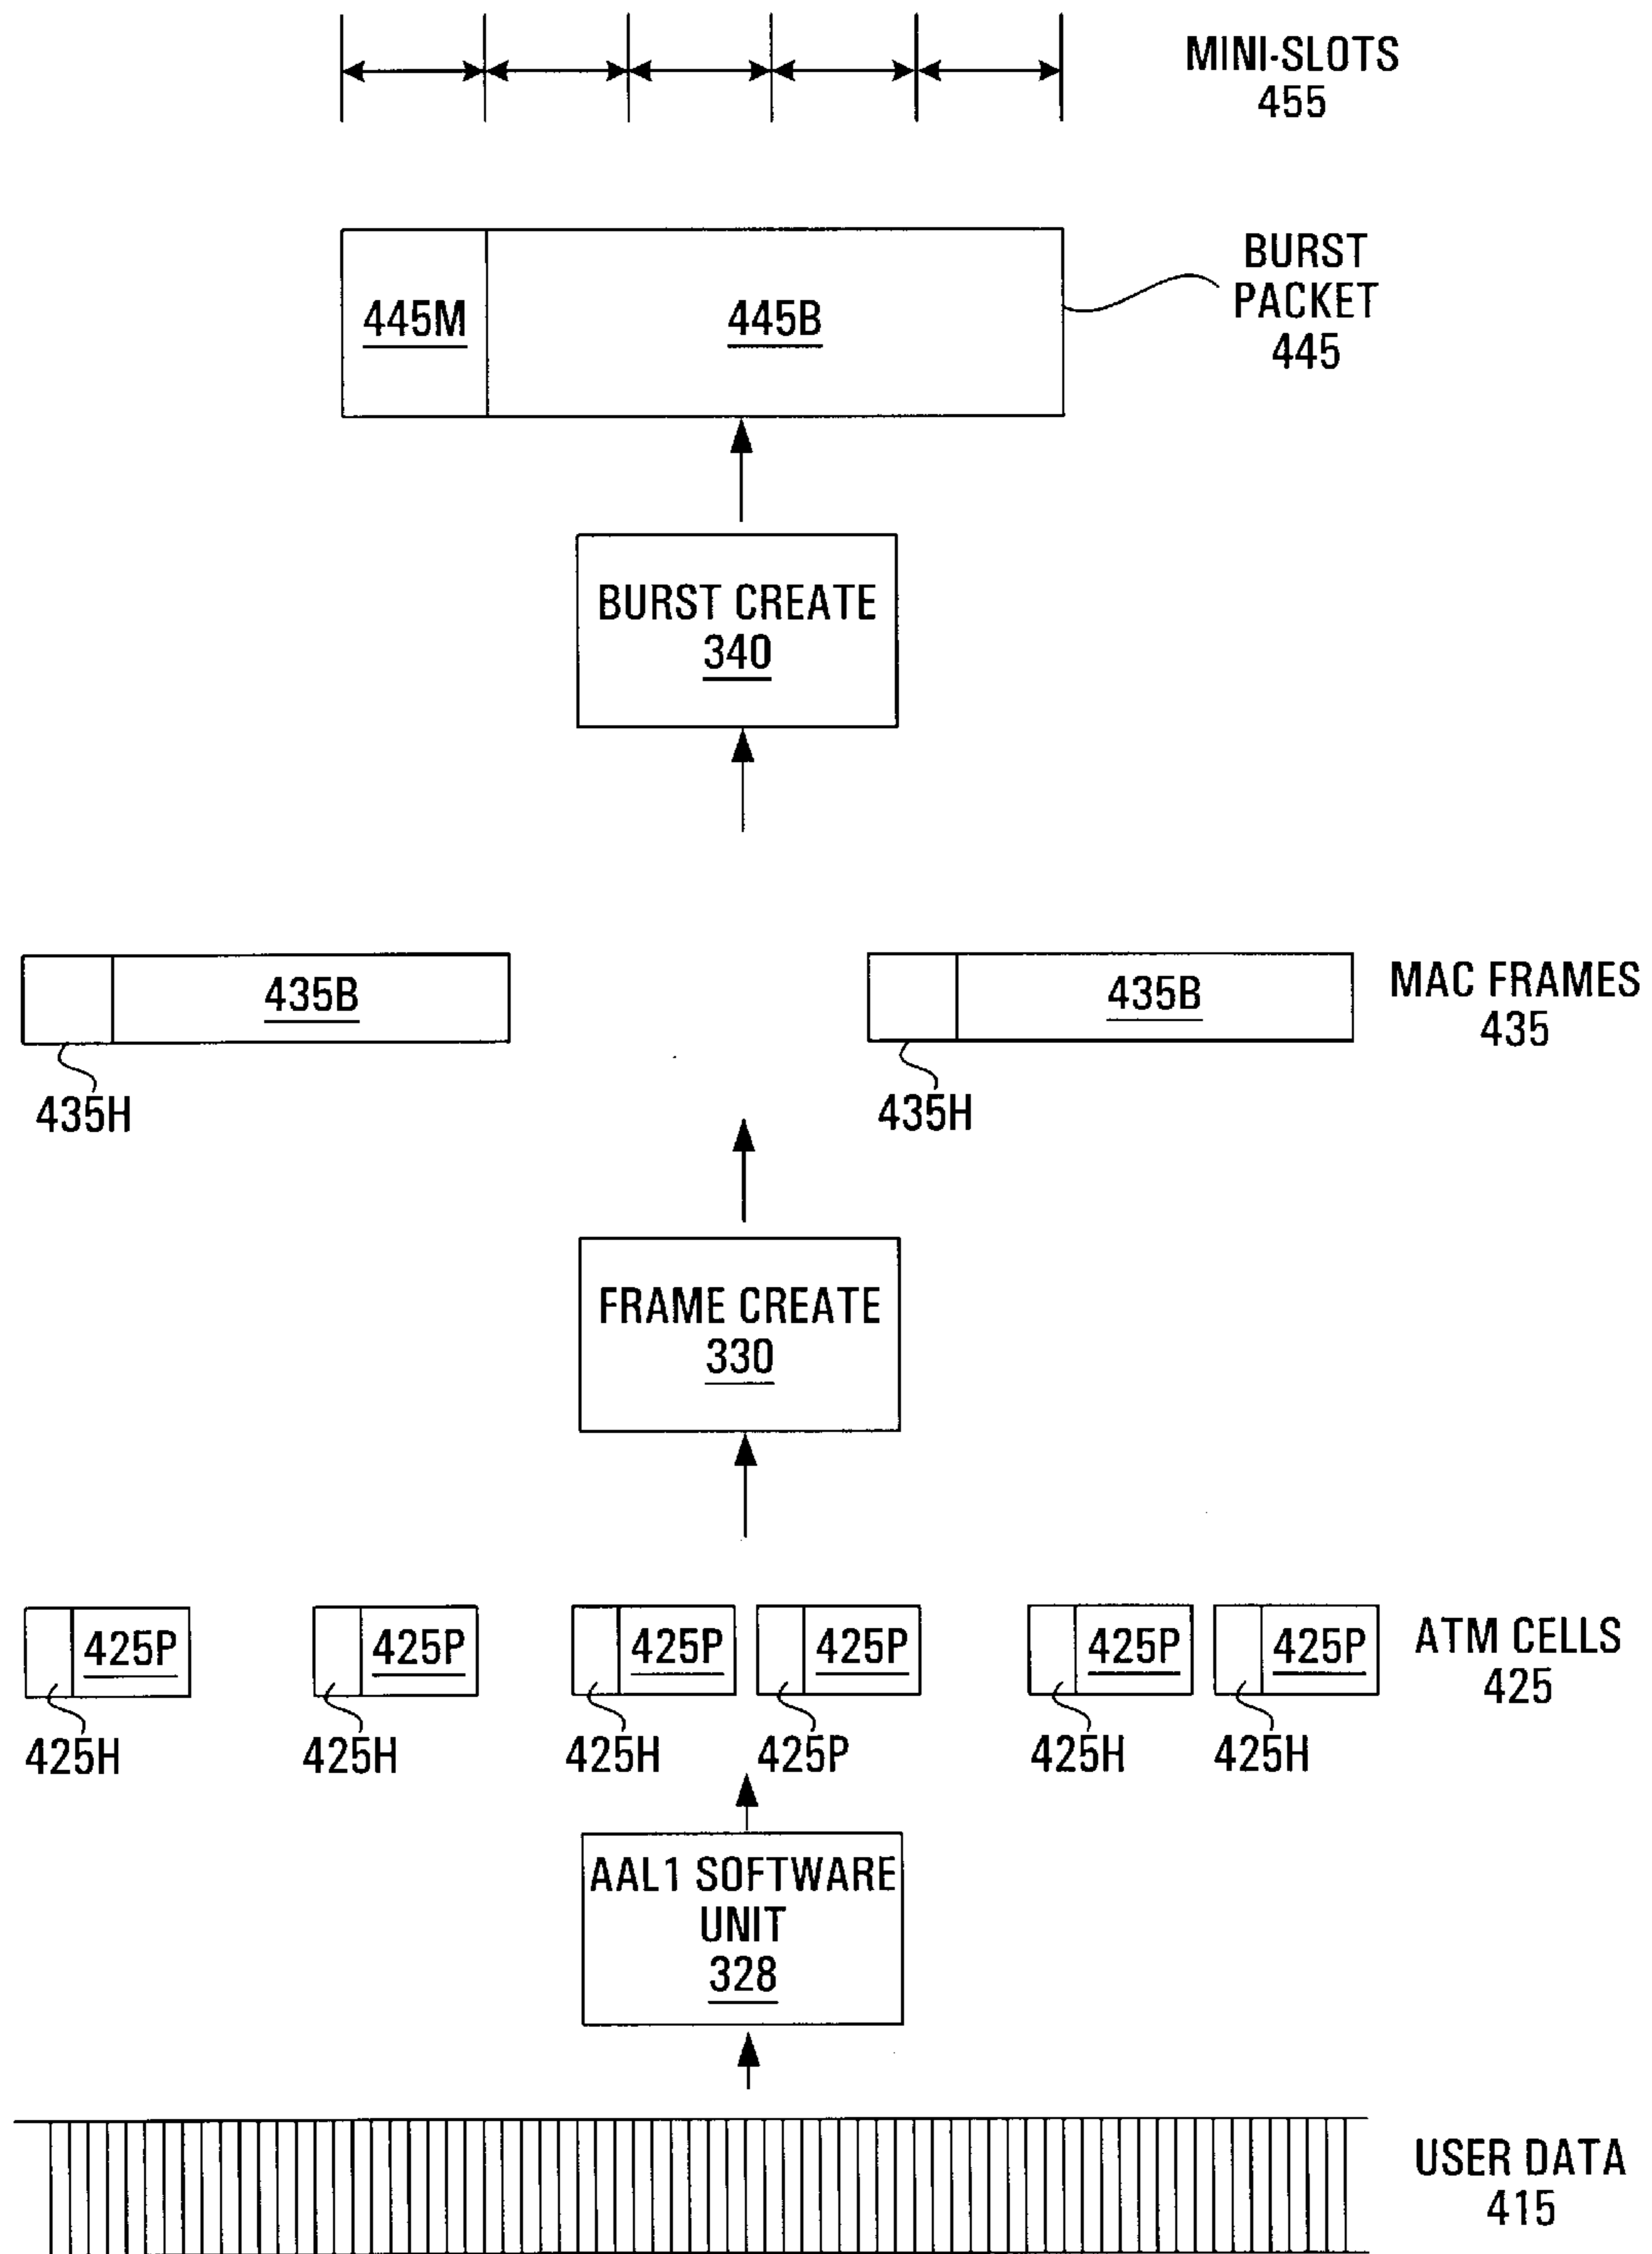 MINI-SLOTS
455
BURST
PACKET
445
445M
445B
BURST CREATE
340
435B
435B
MAC FRAMES
435
435H
435H
FRAME CREATE
330
425P
425P
425P
425P
425P
425P
ATM CELLS
425
425H
425H
425H
425P
425H
425H
AAL1 SOFTWARE
UNIT
328
USER DATA
415